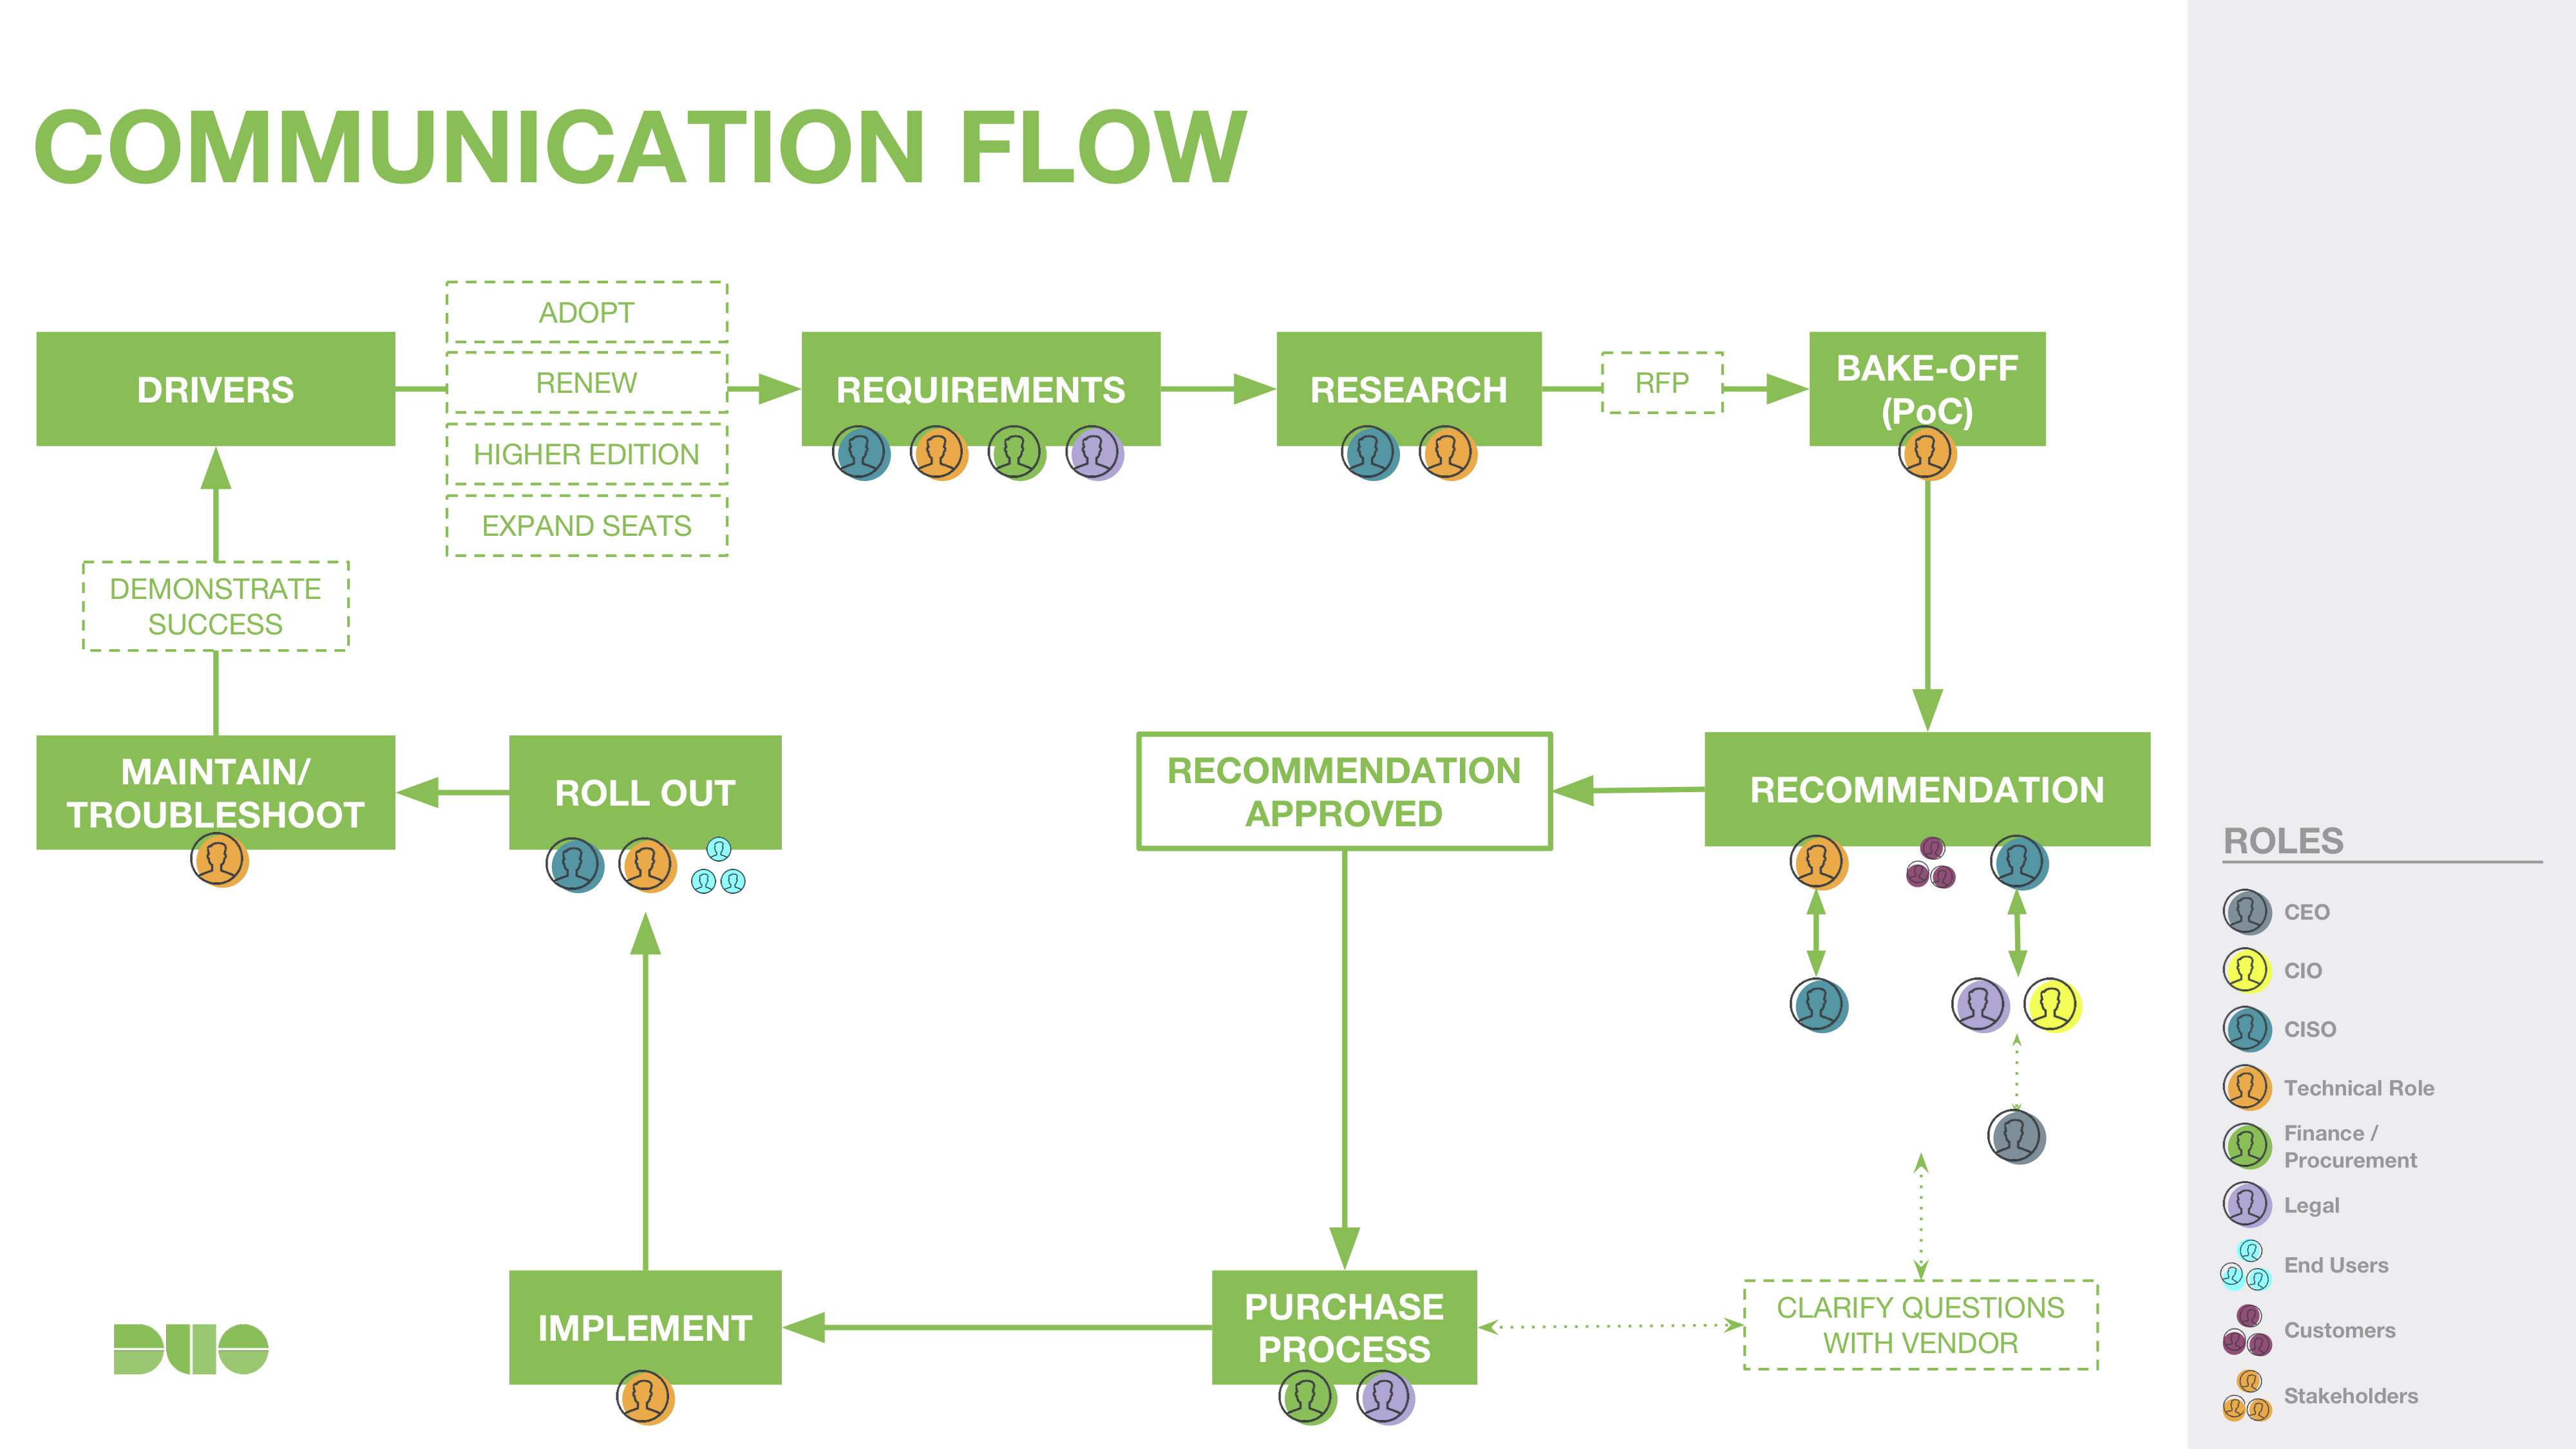 COMMUNICATION FLOW
DRIVERS
ADOPT
RENEW
HIGHER EDITION
EXPAND SEATS
REQUIREMENTS
RESEARCH
RFP
BAKE-OFF
(PoC)
DEMONSTRATE
SUCCESS
MAINTAIN/
TROUBLESHOOT
ROLL OUT
RECOMMENDATION
APPROVED
RECOMMENDATION
IMPLEMENT
PURCHASE
PROCESS
CLARIFY QUESTIONS
WITH VENDOR
DUO
ROLES
CEO
CIO
CISO
Technical Role
Finance /
Procurement
Legal
End Users
Customers
Stakeholders